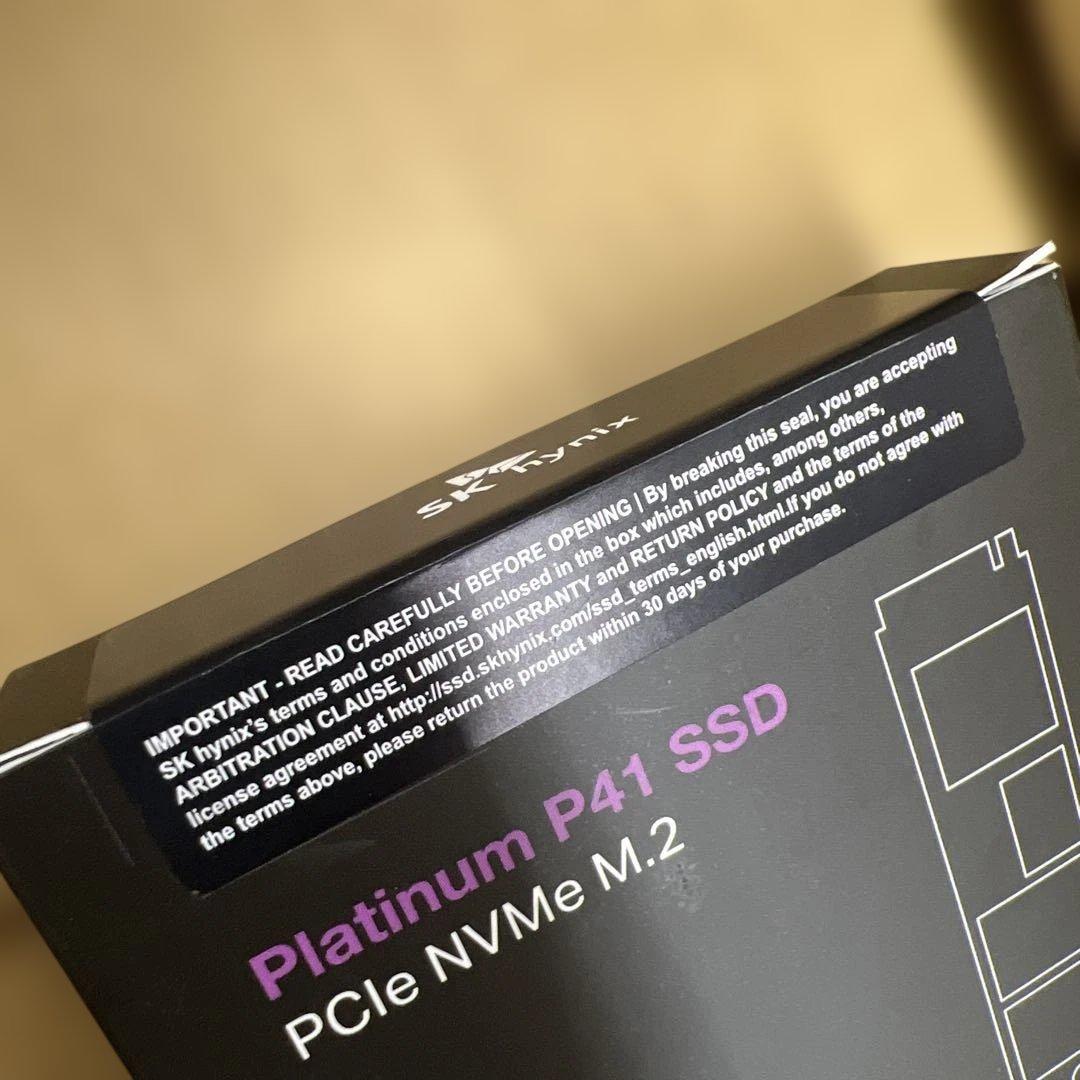 SK hynix
IMPORTANT - READ CAREFULLY BEFORE OPENING | By breaking this seal, you are accepting
SK hynix's terms and conditions enclosed in the box which includes, among others,
ARBITRATION CLAUSE, LIMITED WARRANTY and RETURN POLICY and the terms of the
license agreement at http://ssd.skhynix.com/ssd_terms_english.html.If you do not agree with
the terms above, please return the product within 30 days of your purchase.
Platinum P41 SSD
PCIe NVMe M.2